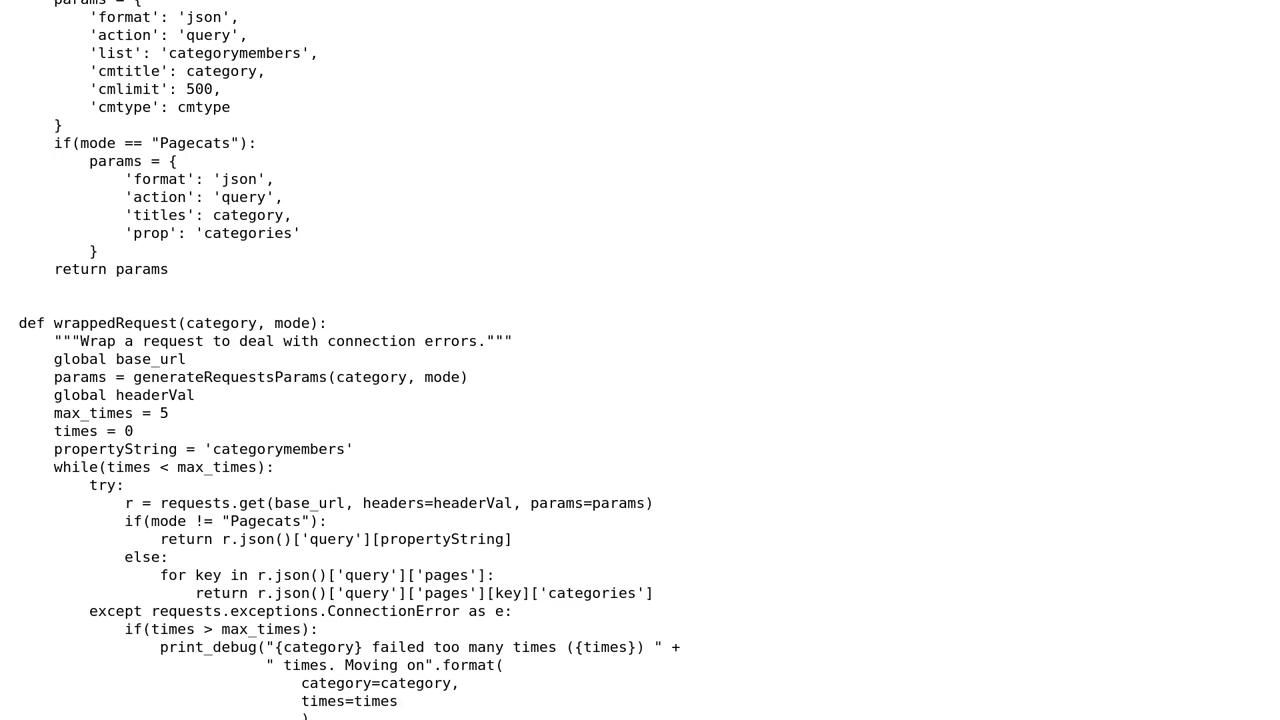 params = {
        'format': 'json',
        'action': 'query',
        'list': 'categorymembers',
        'cmtitle': category,
        'cmlimit': 500,
        'cmtype': cmtype
    }
    if(mode == "Pagecats"):
        params = {
            'format': 'json',
            'action': 'query',
            'titles': category,
            'prop': 'categories'
        }
    return params


def wrappedRequest(category, mode):
    """Wrap a request to deal with connection errors."""
    global base_url
    params = generateRequestsParams(category, mode)
    global headerVal
    max_times = 5
    times = 0
    propertyString = 'categorymembers'
    while(times < max_times):
        try:
            r = requests.get(base_url, headers=headerVal, params=params)
            if(mode != "Pagecats"):
                return r.json()['query'][propertyString]
            else:
                for key in r.json()['query']['pages']:
                    return r.json()['query']['pages'][key]['categories']
        except requests.exceptions.ConnectionError as e:
            if(times > max_times):
                print_debug("{category} failed too many times ({times}) " +
                            " times. Moving on".format(
                                category=category,
                                times=times
                                )